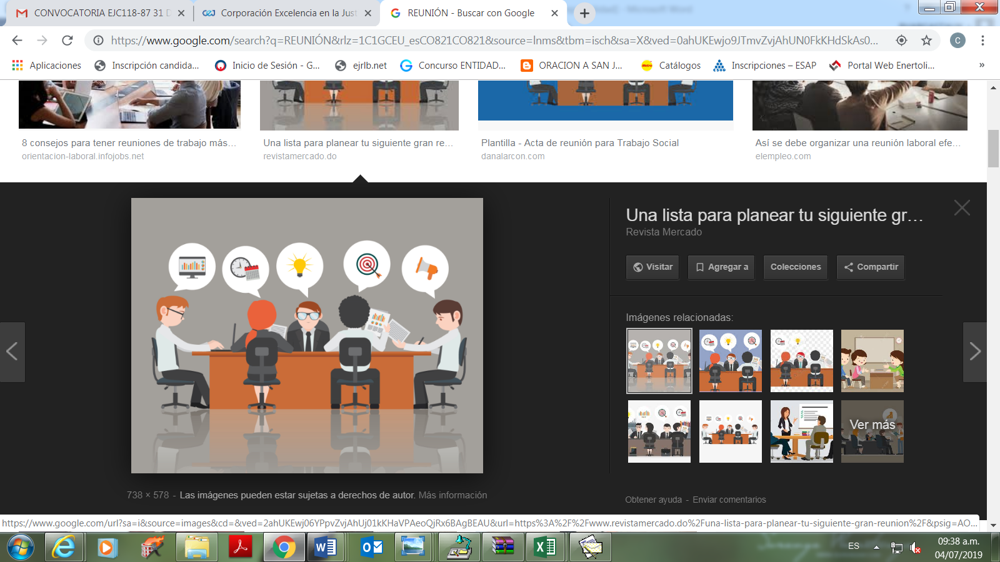 CONVOCATORIA EJC118-87 31 D
Corporación Excelencia en la Just
REUNIÓN - Buscar con Google
https://www.google.com/search?q=REUNIÓN&rlz=1C1GCEU_esCO821CO821&source=lnms&tbm=isch&sa=X&ved=0ahUKEwjo9JTmvZvjAhUN0FkKHdSkAs0...
C
Aplicaciones
Inscripción candida...
Inicio de Sesión - G...
ejrlb.net
Concurso ENTIDAD...
ORACION A SAN J...
Metro Catálogos
Inscripciones – ESAP
Portal Web Enertoli...
»
8 consejos para tener reuniones de trabajo más...
orientacion-laboral.infojobs.net
Una lista para planear tu siguiente gran re...
revistamercado.do
Plantilla - Acta de reunión para Trabajo Social
danalarcon.com
Así se debe organizar una reunión laboral efe...
elempleo.com
Una lista para planear tu siguiente gr...
Revista Mercado
Visitar
Agregar a
Colecciones
Compartir
Imágenes relacionadas:
Ver más
738 × 578 - Las imágenes pueden estar sujetas a derechos de autor. Más información
Obtener ayuda - Enviar comentarios
https://www.google.com/url?sa=i&source=images&cd=&ved=2ahUKEwj06YPpvZvjAhUj01kKHaVPAeoQjRx6BAgBEAU&url=https%3A%2F%2Fwww.revistamercado.do%2Funa-lista-para-planear-tu-siguiente-gran-reunion%2F&psig=AO...
ES
09:38 a.m.
04/07/2019